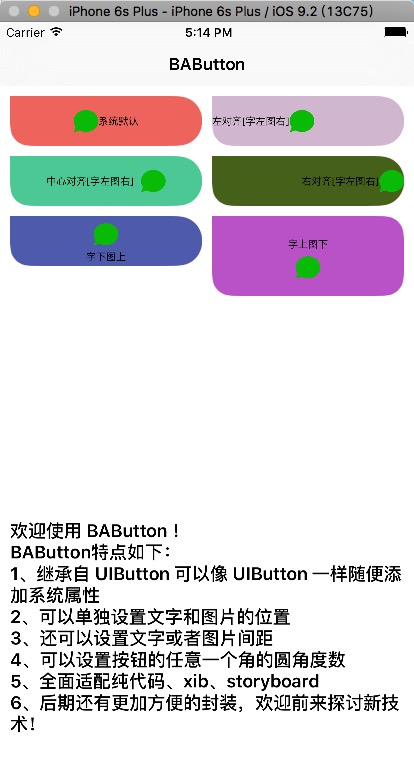 iPhone 6s Plus - iPhone 6s Plus / iOS 9.2 (13C75)
Carrier 5:14 PM
BAButton
系统默认
左对齐[字左图右]
中心对齐[字左图右]
右对齐[字左图右]
字下图上
字上图下
欢迎使用 BAButton！
BAButton特点如下：
1、继承自 UIButton 可以像 UIButton 一样随便添
加系统属性
2、可以单独设置文字和图片的位置
3、还可以设置文字或者图片间距
4、可以设置按钮的任意一个角的圆角度数
5、全面适配纯代码、xib、storyboard
6、后期还有更加方便的封装，欢迎前来探讨新技
术！